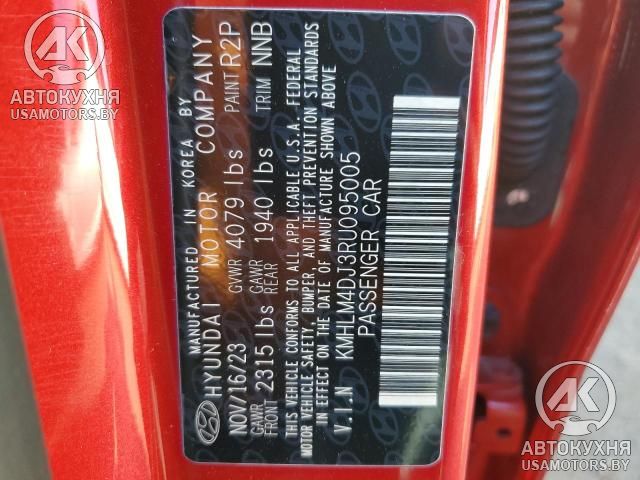 MANUFACTURED IN KOREA BY
HYUNDAI MOTOR COMPANY
NOV/16/23 GVWR 4079 lbs PAINT R2P
GAWR FRONT 2315 lbs GAWR REAR 1940 lbs TRIM NNB
THIS VEHICLE CONFORMS TO ALL APPLICABLE U.S.A. FEDERAL
MOTOR VEHICLE SAFETY, BUMPER, AND THEFT PREVENTION STANDARDS
IN EFFECT ON THE DATE OF MANUFACTURE SHOWN ABOVE
V.I.N KMHLM4DJ3RU095005
PASSENGER CAR
АК
АВТОКУХНЯ
USAMOTORS.BY
АК
АВТОКУХНЯ
USAMOTORS.BY